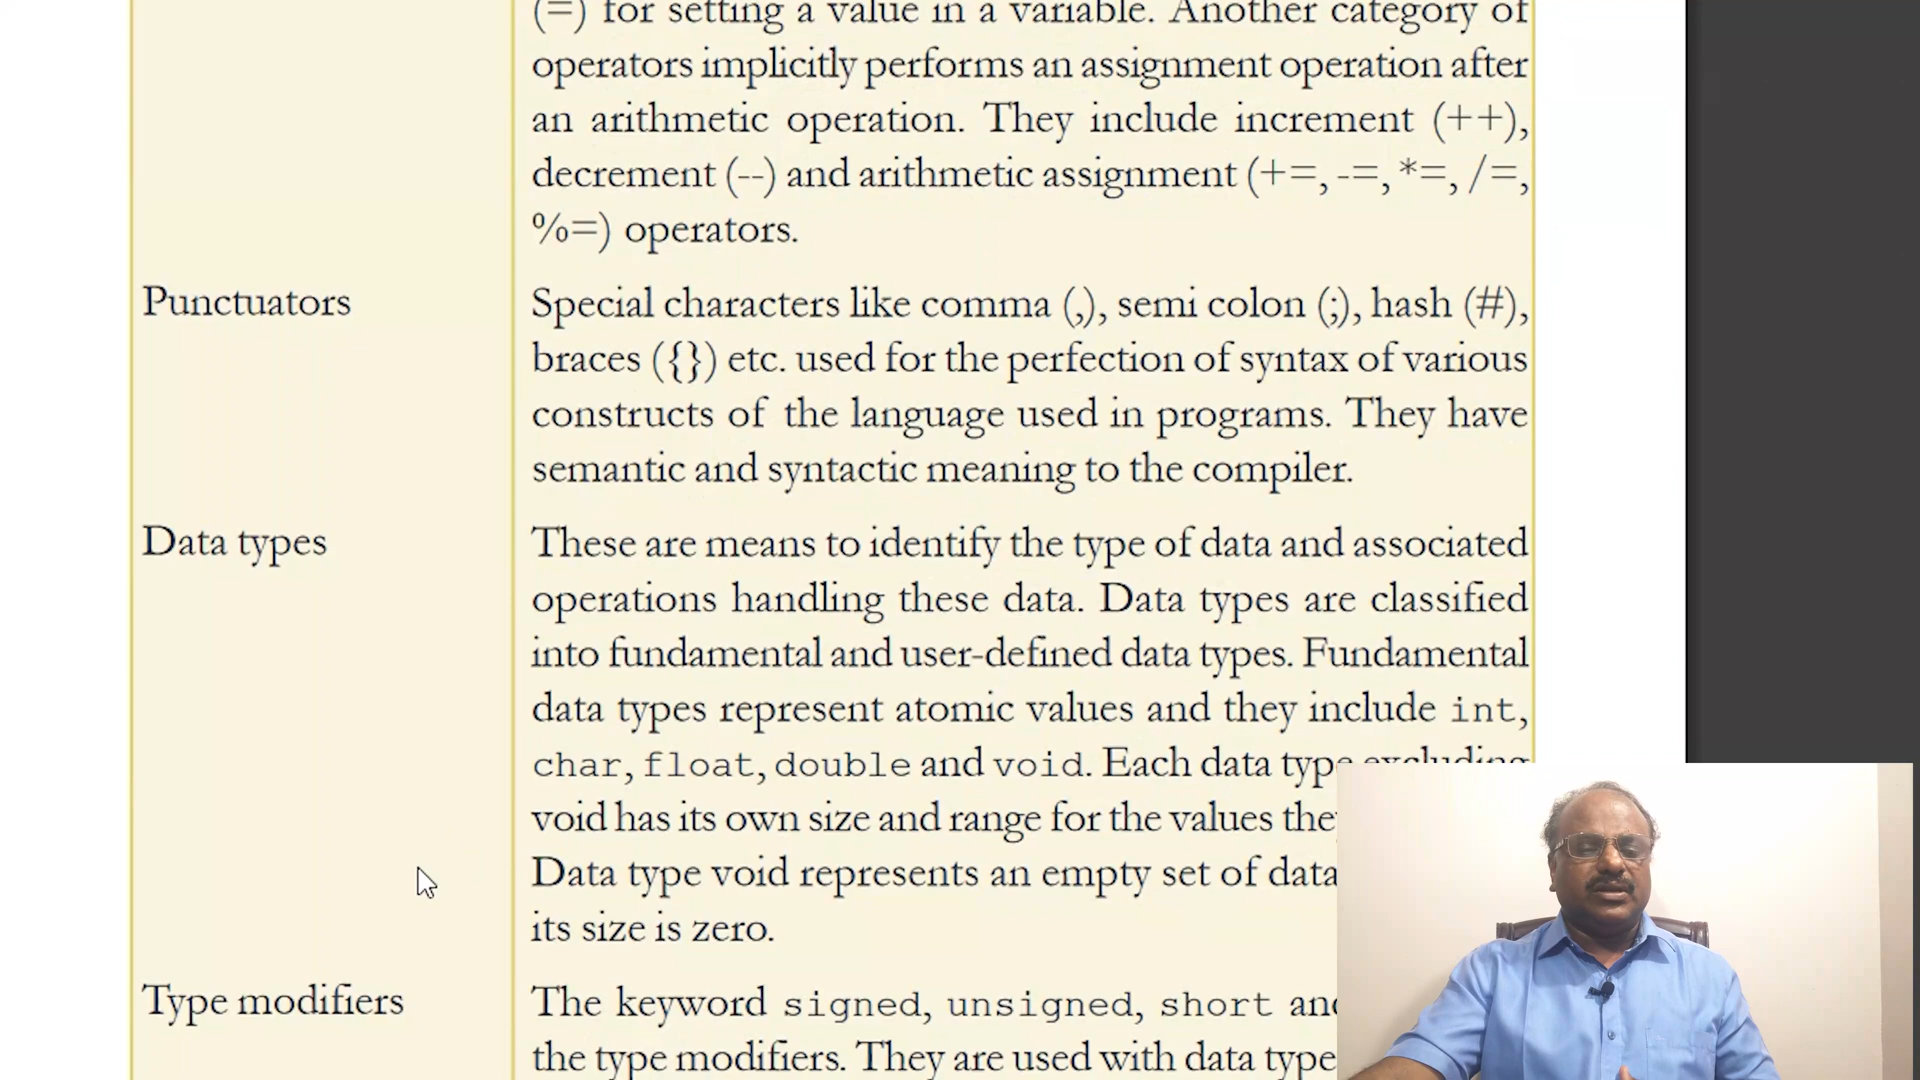 (=) for setting a value in a variable. Another category of
operators implicitly performs an assignment operation after
an arithmetic operation. They include increment (++),
decrement (--) and arithmetic assignment (+=, -=, *=, /=,
%=) operators.
Punctuators
Special characters like comma (,), semi colon (;), hash (#),
braces ({}) etc. used for the perfection of syntax of various
constructs of the language used in programs. They have
semantic and syntactic meaning to the compiler.
Data types
These are means to identify the type of data and associated
operations handling these data. Data types are classified
into fundamental and user-defined data types. Fundamental
data types represent atomic values and they include int,
char, float, double and void. Each data type excluding
void has its own size and range for the values
Data type void represents an empty set of data
its size is zero.
Type modifiers
The keyword signed, unsigned, short
the type modifiers. They are used with data type